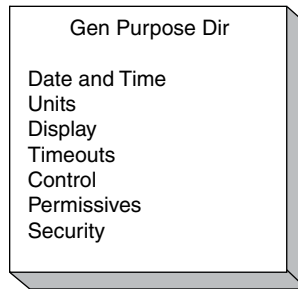 Gen Purpose Dir
Date and Time
Units
Display
Timeouts
Control
Permissives
Security